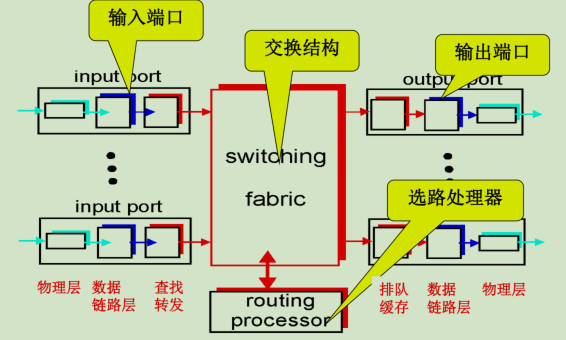 输入端口
交换结构
输出端口
input port
output port
switching
fabric
选路处理器
input port
物理层
数据
链路层
查找
转发
routing
processor
排队
缓存
数据
链路层
物理层